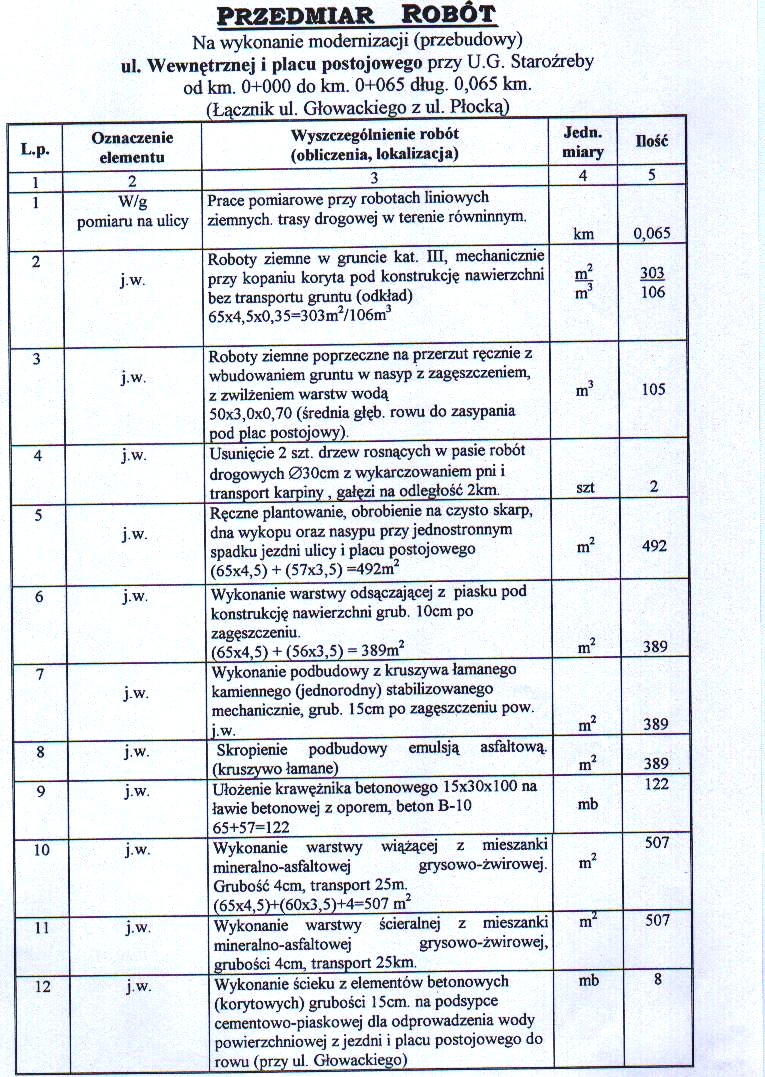 PRZEDMIAR ROBÓT
Na wykonanie modernizacji (przebudowy)
ul. Wewnętrznej i placu postojowego przy U.G. Staroźreby
od km. 0+000 do km. 0+065 dług. 0,065 km.
(Łącznik ul. Głowackiego z ul. Płocką)
L.p. Oznaczenie elementu Wyszczególnienie robót (obliczenia, lokalizacja) Jedn. miary Ilość
1 2 3 4 5
1 W/g pomiaru na ulicy
Prace pomiarowe przy robotach liniowych
ziemnych. trasy drogowej w terenie równinnym.
km 0,065
2 j.w.
Roboty ziemne w gruncie kat. III, mechanicznie
przy kopaniu koryta pod konstrukcję nawierzchni
bez transportu gruntu (odkład)
65x4,5x0,35=303m²/106m³
m² 303
m³ 106
3 j.w.
Roboty ziemne poprzeczne na przerzut ręcznie z
wbudowaniem gruntu w nasyp z zagęszczeniem,
z zwilżeniem warstw wodą
50x3,0x0,70 (średnia głęb. rowu do zasypania
pod plac postojowy).
m³ 105
4 j.w.
Usunięcie 2 szt. drzew rosnących w pasie robót
drogowych Ø30cm z wykarczowaniem pni i
transport karpiny , gałęzi na odległość 2km.
szt 2
5 j.w.
Ręczne plantowanie, obrobienie na czysto skarp,
dna wykopu oraz nasypu przy jednostronnym
spadku jezdni ulicy i placu postojowego
(65x4,5) + (57x3,5) =492m²
m² 492
6 j.w.
Wykonanie warstwy odsączającej z piasku pod
konstrukcję nawierzchni grub. 10cm po
zagęszczeniu.
(65x4,5) + (56x3,5) = 389m²
m² 389
7 j.w.
Wykonanie podbudowy z kruszywa łamanego
kamiennego (jednorodny) stabilizowanego
mechanicznie, grub. 15cm po zagęszczeniu pow.
j.w.
m² 389
8 j.w.
Skropienie podbudowy emulsją asfaltową.
(kruszywo łamane)
m² 389
9 j.w.
Ułożenie krawężnika betonowego 15x30x100 na
ławie betonowej z oporem, beton B-10
65+57=122
mb 122
10 j.w.
Wykonanie warstwy wiążącej z mieszanki
mineralno-asfaltowej grysowo-żwirowej.
Grubość 4cm, transport 25m.
(65x4,5)+(60x3,5)+4=507 m²
m² 507
11 j.w.
Wykonanie warstwy ścieralnej z mieszanki
mineralno-asfaltowej grysowo-żwirowej,
grubości 4cm, transport 25km.
m² 507
12 j.w.
Wykonanie ścieku z elementów betonowych
(korytowych) grubości 15cm. na podsypce
cementowo-piaskowej dla odprowadzenia wody
powierzchniowej z jezdni i placu postojowego do
rowu (przy ul. Głowackiego)
mb 8